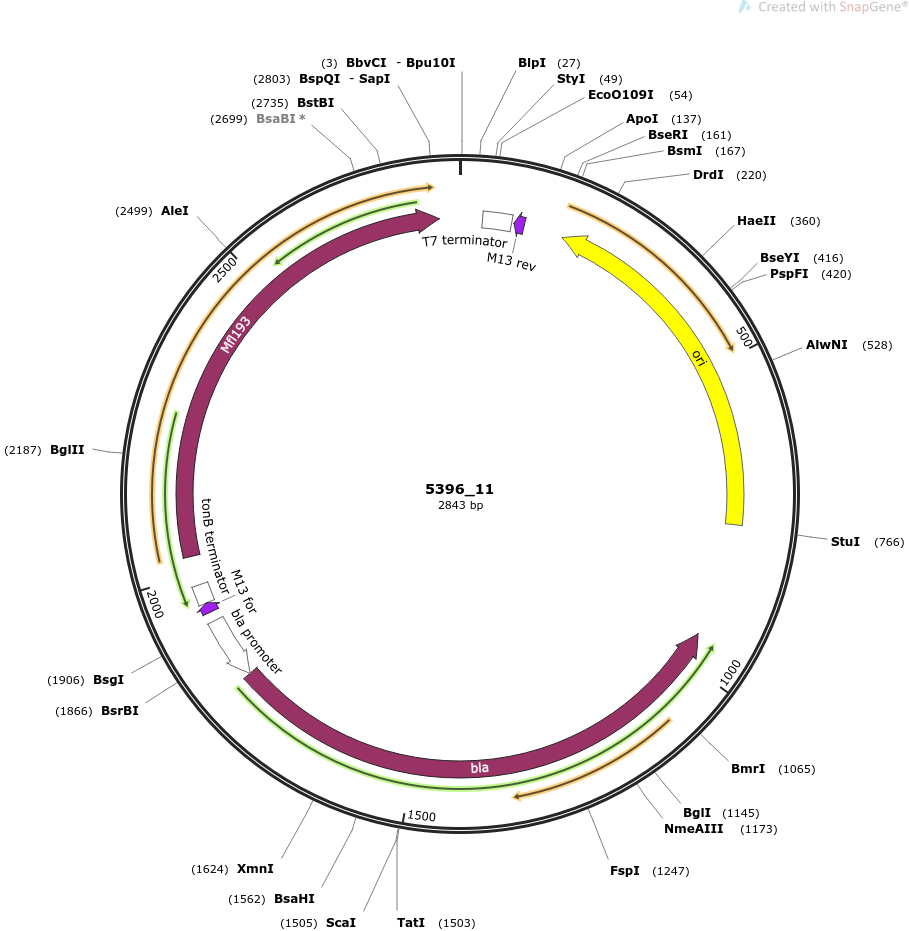 Created with SnapGene®
(3) BbvCI - Bpu10I
(2803) BspQI - SapI
(2735) BstBI
(2699) BsaBI *
BlpI (27)
StyI (49)
EcoO109I (54)
ApoI (137)
BseRI (161)
BsmI (167)
DrdI (220)
HaeII (360)
BseYI (416)
PspFI (420)
AlwNI (528)
StuI (766)
BmrI (1065)
BglI (1145)
NmeAIII (1173)
FspI (1247)
TatI (1503)
(1505) ScaI
(1562) BsaHI
(1624) XmnI
(1866) BsrBI
(1906) BsgI
(2187) BglII
(2499) AleI
500
1000
1500
2000
2500
T7 terminator
M13 rev
ori
bla
bla promoter
M13 for
tonB terminator
Mfl193
5396_11
2843 bp